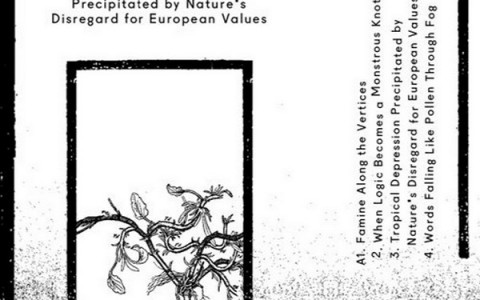 Precipitated by Nature's
Disregard for European Values
A1. Famine Along the Vertices
2. When Logic Becomes a Monstrous Knot
3. Tropical Depression Precipitated by
Nature's Disregard for European Values
4. Words Falling Like Pollen Through Fog